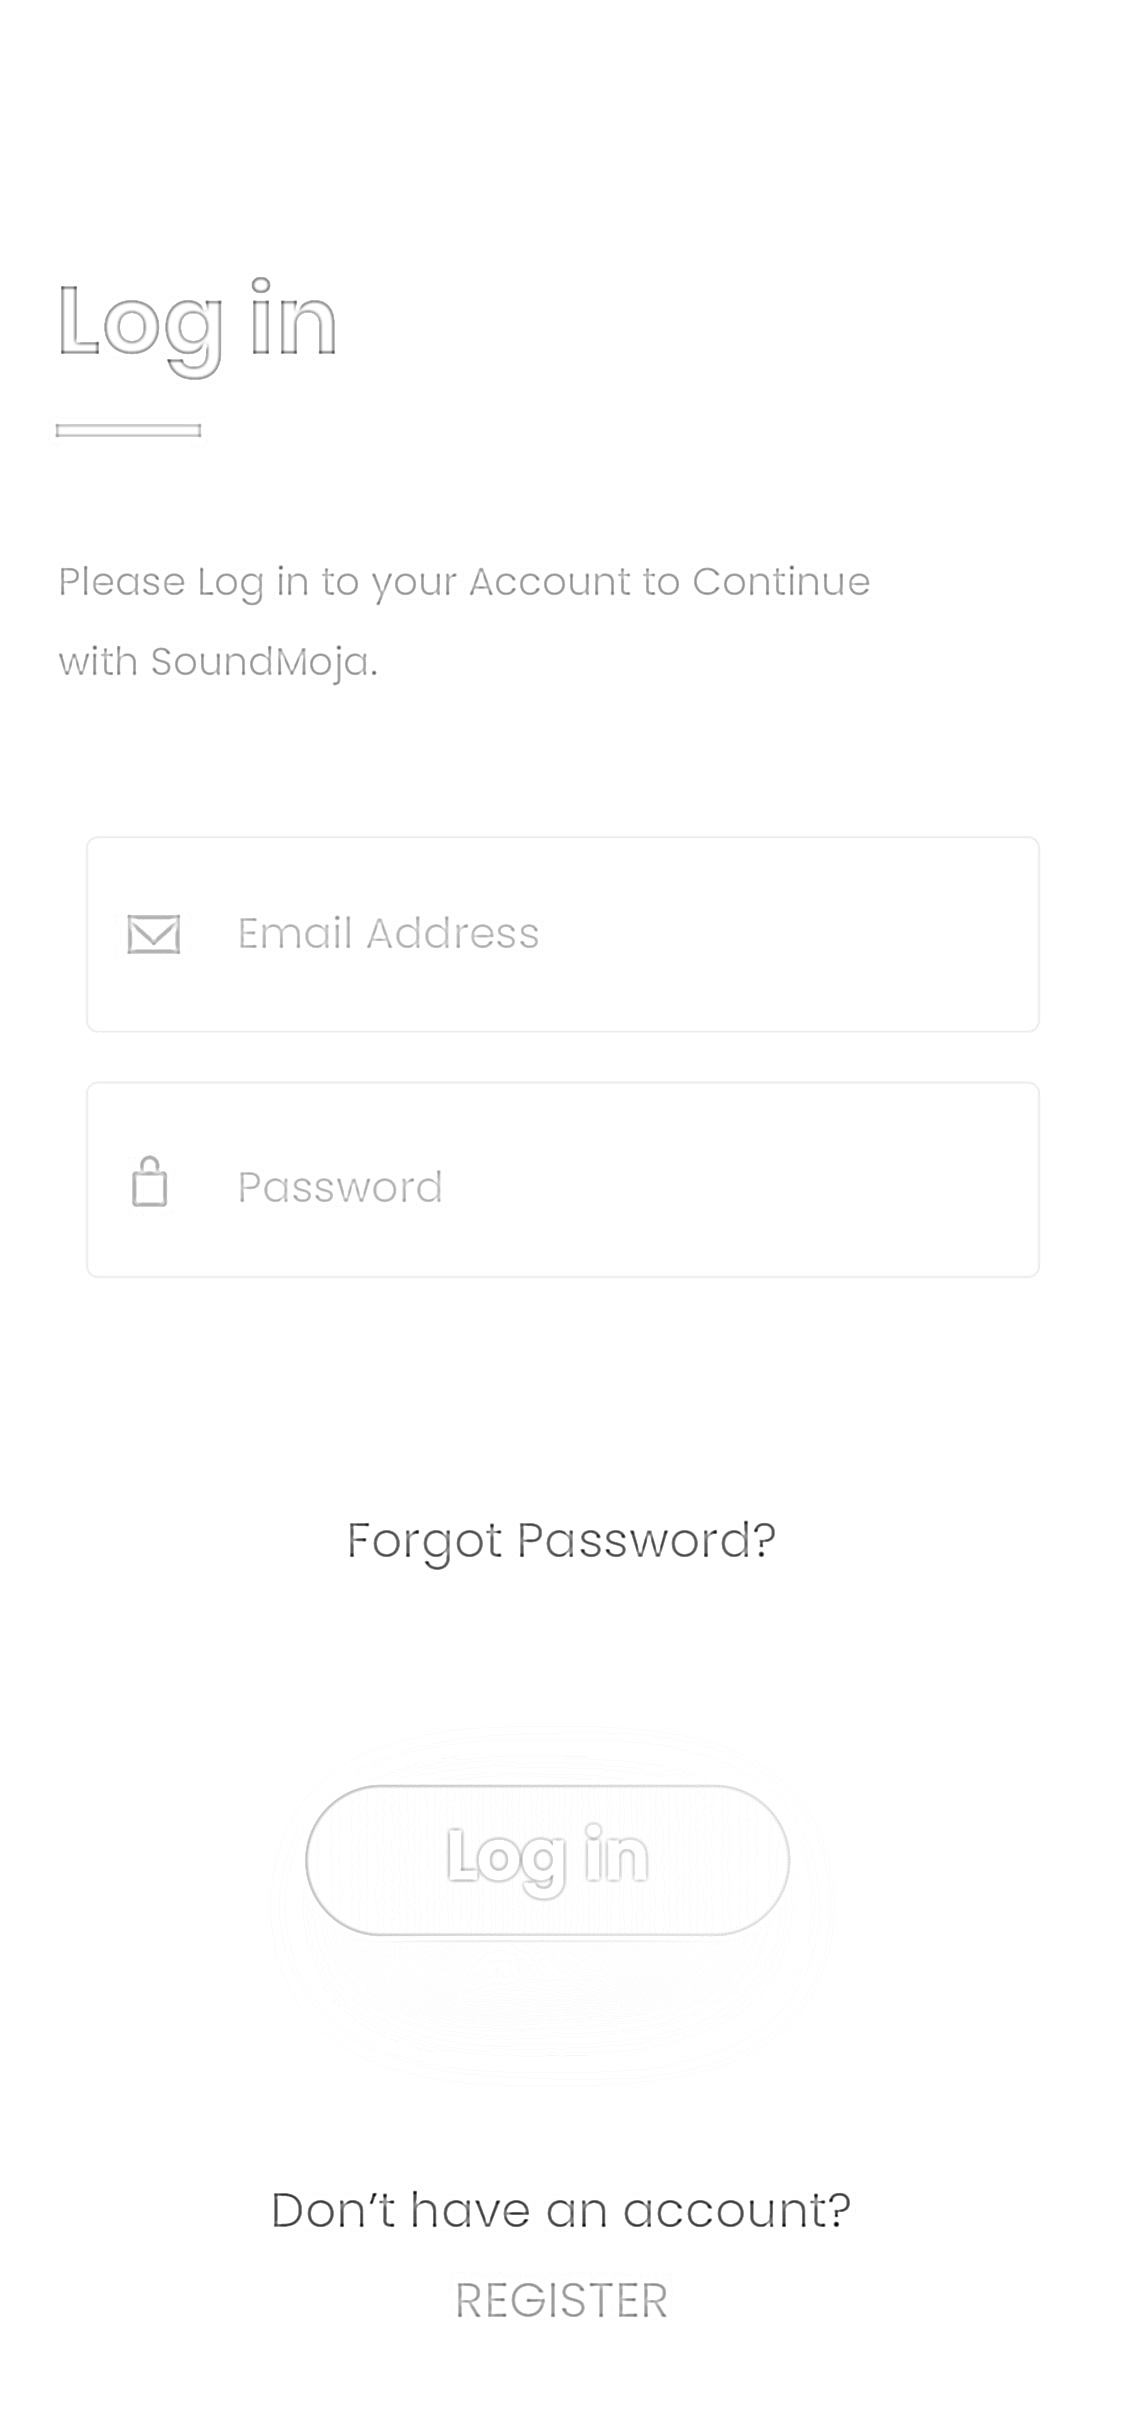 Log in
Please Log in to your Account to Continue
with SoundMoja.
Email Address
Password
Forgot Password?
Log in
Don’t have an account?
REGISTER